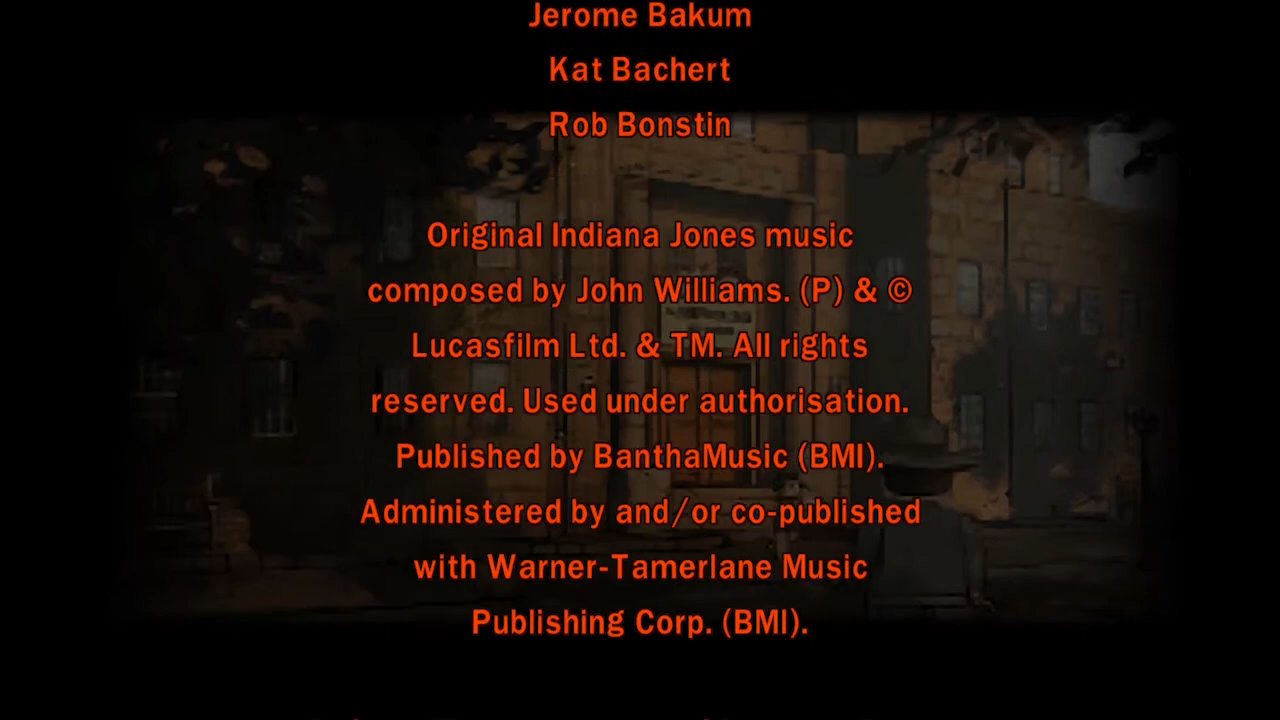 Jerome Bakum
Kat Bachert
Rob Bonstin
Original Indiana Jones music
composed by John Williams. (P) & ©
Lucasfilm Ltd. & TM. All rights
reserved. Used under authorisation.
Published by BanthaMusic (BMI).
Administered by and/or co-published
with Warner-Tamerlane Music
Publishing Corp. (BMI).